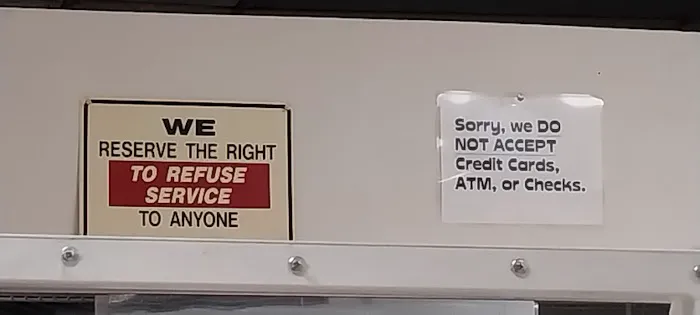 WE
RESERVE THE RIGHT
TO REFUSE
SERVICE
TO ANYONE
Sorry, we DO
NOT ACCEPT
Credit Cards,
ATM, or Checks.